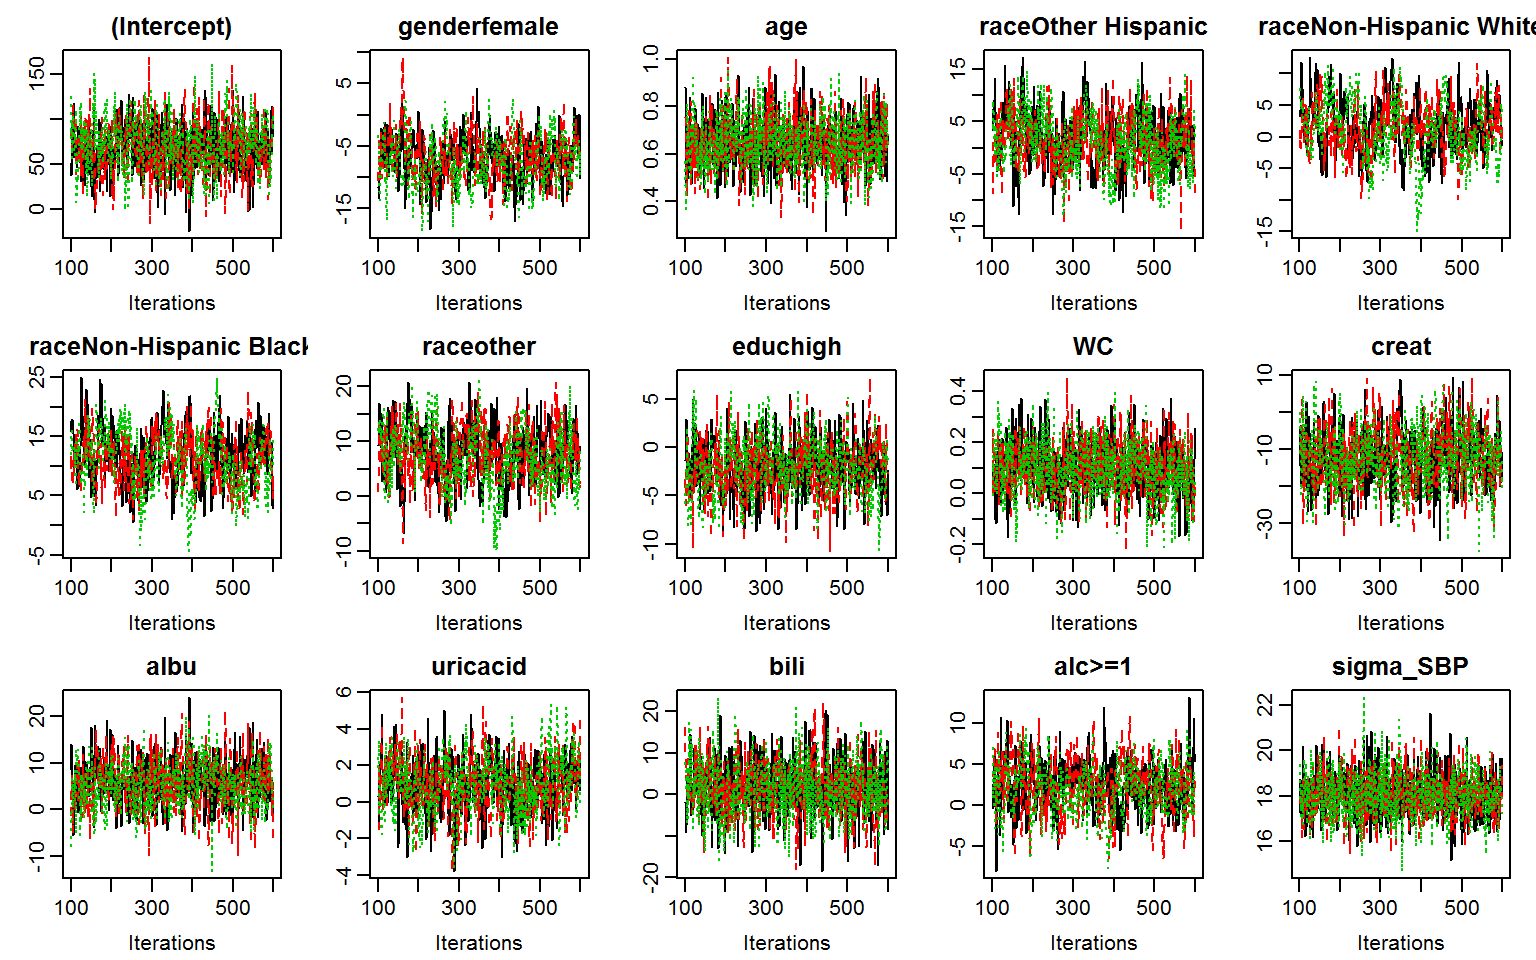 (Intercept) genderfemale age raceOther Hispanic raceNon-Hispanic White
150 5 1.0 15 5
50 -5 0.8 5 0
0 -15 0.6 -5 -5
0.4 -15 -15
100 300 500 100 300 500 100 300 500 100 300 500 100 300 500
Iterations Iterations Iterations Iterations Iterations
raceNon-Hispanic Black raceother educhigh WC creat
25 20 5 0.4 10
15 10 0 0.2 -10
5 0 -5 0.0 -30
-5 -10 -10 -0.2
100 300 500 100 300 500 100 300 500 100 300 500 100 300 500
Iterations Iterations Iterations Iterations Iterations
albu uricacid bili alc>=1 sigma_SBP
20 6 20 10 22
10 4 10 5 20
0 2 0 0 18
-10 0 -20 -5 16
-2
-4
100 300 500 100 300 500 100 300 500 100 300 500 100 300 500
Iterations Iterations Iterations Iterations Iterations